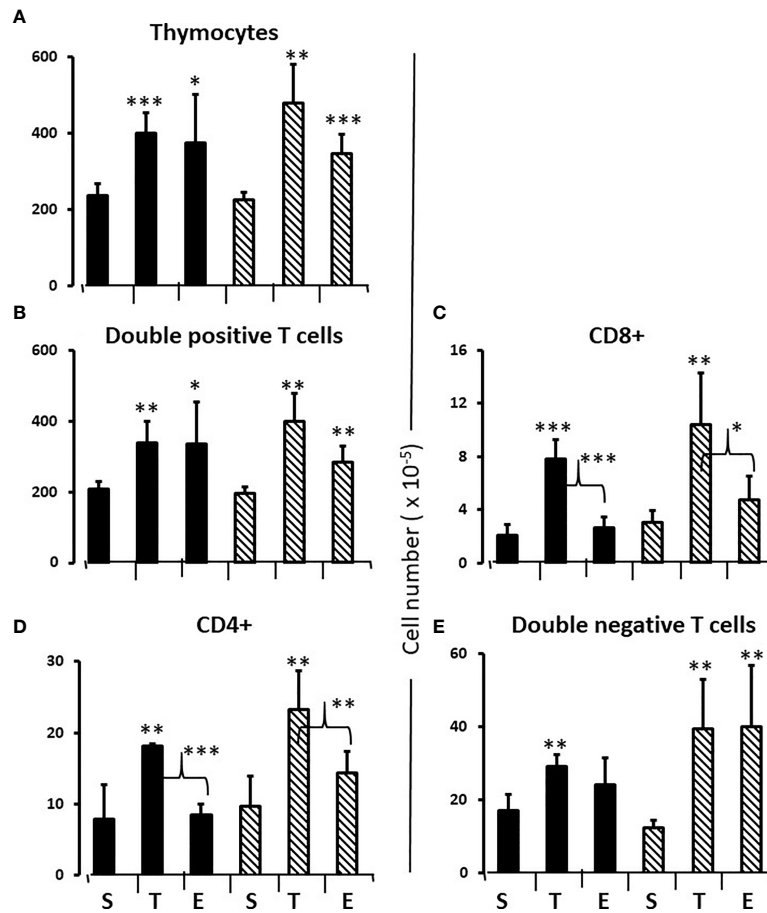 A
Thymocytes
600
400
200
0
*** * ** ***
B
Double positive T cells
600
400
200
0
** * ** **
C
CD8+
16
12
8
4
0
*** *** ** *
Cell number ( x 10-5)
D
CD4+
30
20
10
0
** *** ** **
S T E S T E
E
Double negative T cells
60
40
20
0
** ** **
S T E S T E